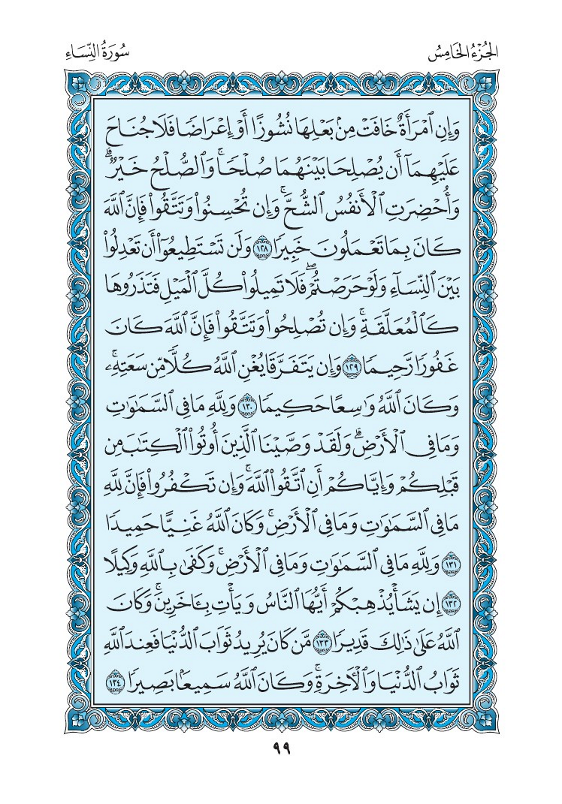 الجُزْءُ الخَامِسُ
سُورَةُ النِّسَاءِ
وَإِنِ ٱمْرَأَةٌ خَافَتْ مِنۢ بَعْلِهَا نُشُوزًا أَوْ إِعْرَاضًا فَلَا جُنَاحَ
عَلَيْهِمَآ أَن يُصْلِحَا بَيْنَهُمَا صُلْحًا ۚ وَٱلصُّلْحُ خَيْرٌ ۗ
وَأُحْضِرَتِ ٱلْأَنفُسُ ٱلشُّحَّ ۚ وَإِن تُحْسِنُوا۟ وَتَتَّقُوا۟ فَإِنَّ ٱللَّهَ
كَانَ بِمَا تَعْمَلُونَ خَبِيرًا ١٢٨ وَلَن تَسْتَطِيعُوٓا۟ أَن تَعْدِلُوا۟
بَيْنَ ٱلنِّسَآءِ وَلَوْ حَرَصْتُمْ ۖ فَلَا تَمِيلُوا۟ كُلَّ ٱلْمَيْلِ فَتَذَرُوهَا
كَٱلْمُعَلَّقَةِ ۚ وَإِن تُصْلِحُوا۟ وَتَتَّقُوا۟ فَإِنَّ ٱللَّهَ كَانَ
غَفُورًا رَّحِيمًا ١٢٩ وَإِن يَتَفَرَّقَا يُغْنِ ٱللَّهُ كُلًّا مِّن سَعَتِهِۦ ۚ
وَكَانَ ٱللَّهُ وَٰسِعًا حَكِيمًا ١٣٠ وَلِلَّهِ مَا فِى ٱلسَّمَٰوَٰتِ
وَمَا فِى ٱلْأَرْضِ ۗ وَلَقَدْ وَصَّيْنَا ٱلَّذِينَ أُوتُوا۟ ٱلْكِتَٰبَ مِن
قَبْلِكُمْ وَإِيَّاكُمْ أَنِ ٱتَّقُوا۟ ٱللَّهَ ۚ وَإِن تَكْفُرُوا۟ فَإِنَّ لِلَّهِ
مَا فِى ٱلسَّمَٰوَٰتِ وَمَا فِى ٱلْأَرْضِ ۚ وَكَانَ ٱللَّهُ غَنِيًّا حَمِيدًا
١٣١ وَلِلَّهِ مَا فِى ٱلسَّمَٰوَٰتِ وَمَا فِى ٱلْأَرْضِ ۚ وَكَفَىٰ بِٱللَّهِ وَكِيلًا
١٣٢ إِن يَشَأْ يُذْهِبْكُمْ أَيُّهَا ٱلنَّاسُ وَيَأْتِ بِـَٔاخَرِينَ ۚ وَكَانَ
ٱللَّهُ عَلَىٰ ذَٰلِكَ قَدِيرًا ١٣٣ مَّن كَانَ يُرِيدُ ثَوَابَ ٱلدُّنْيَا فَعِندَ ٱللَّهِ
ثَوَابُ ٱلدُّنْيَا وَٱلْـَٔاخِرَةِ ۚ وَكَانَ ٱللَّهُ سَمِيعًۢا بَصِيرًا ١٣٤
٩٩